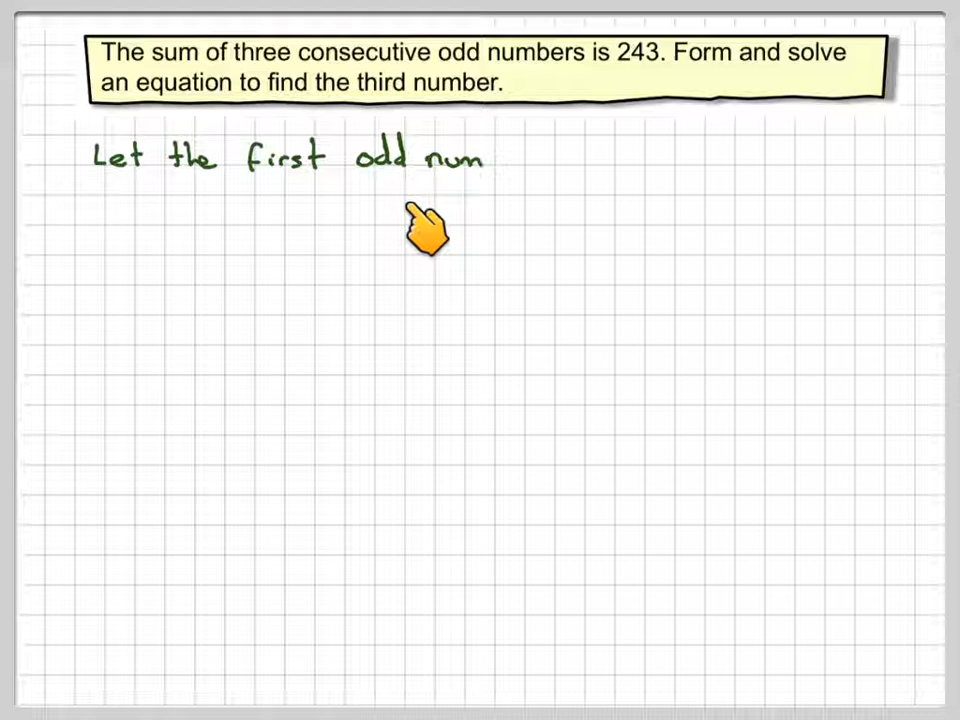 The sum of three consecutive odd numbers is 243. Form and solve
an equation to find the third number.
Let the first odd num